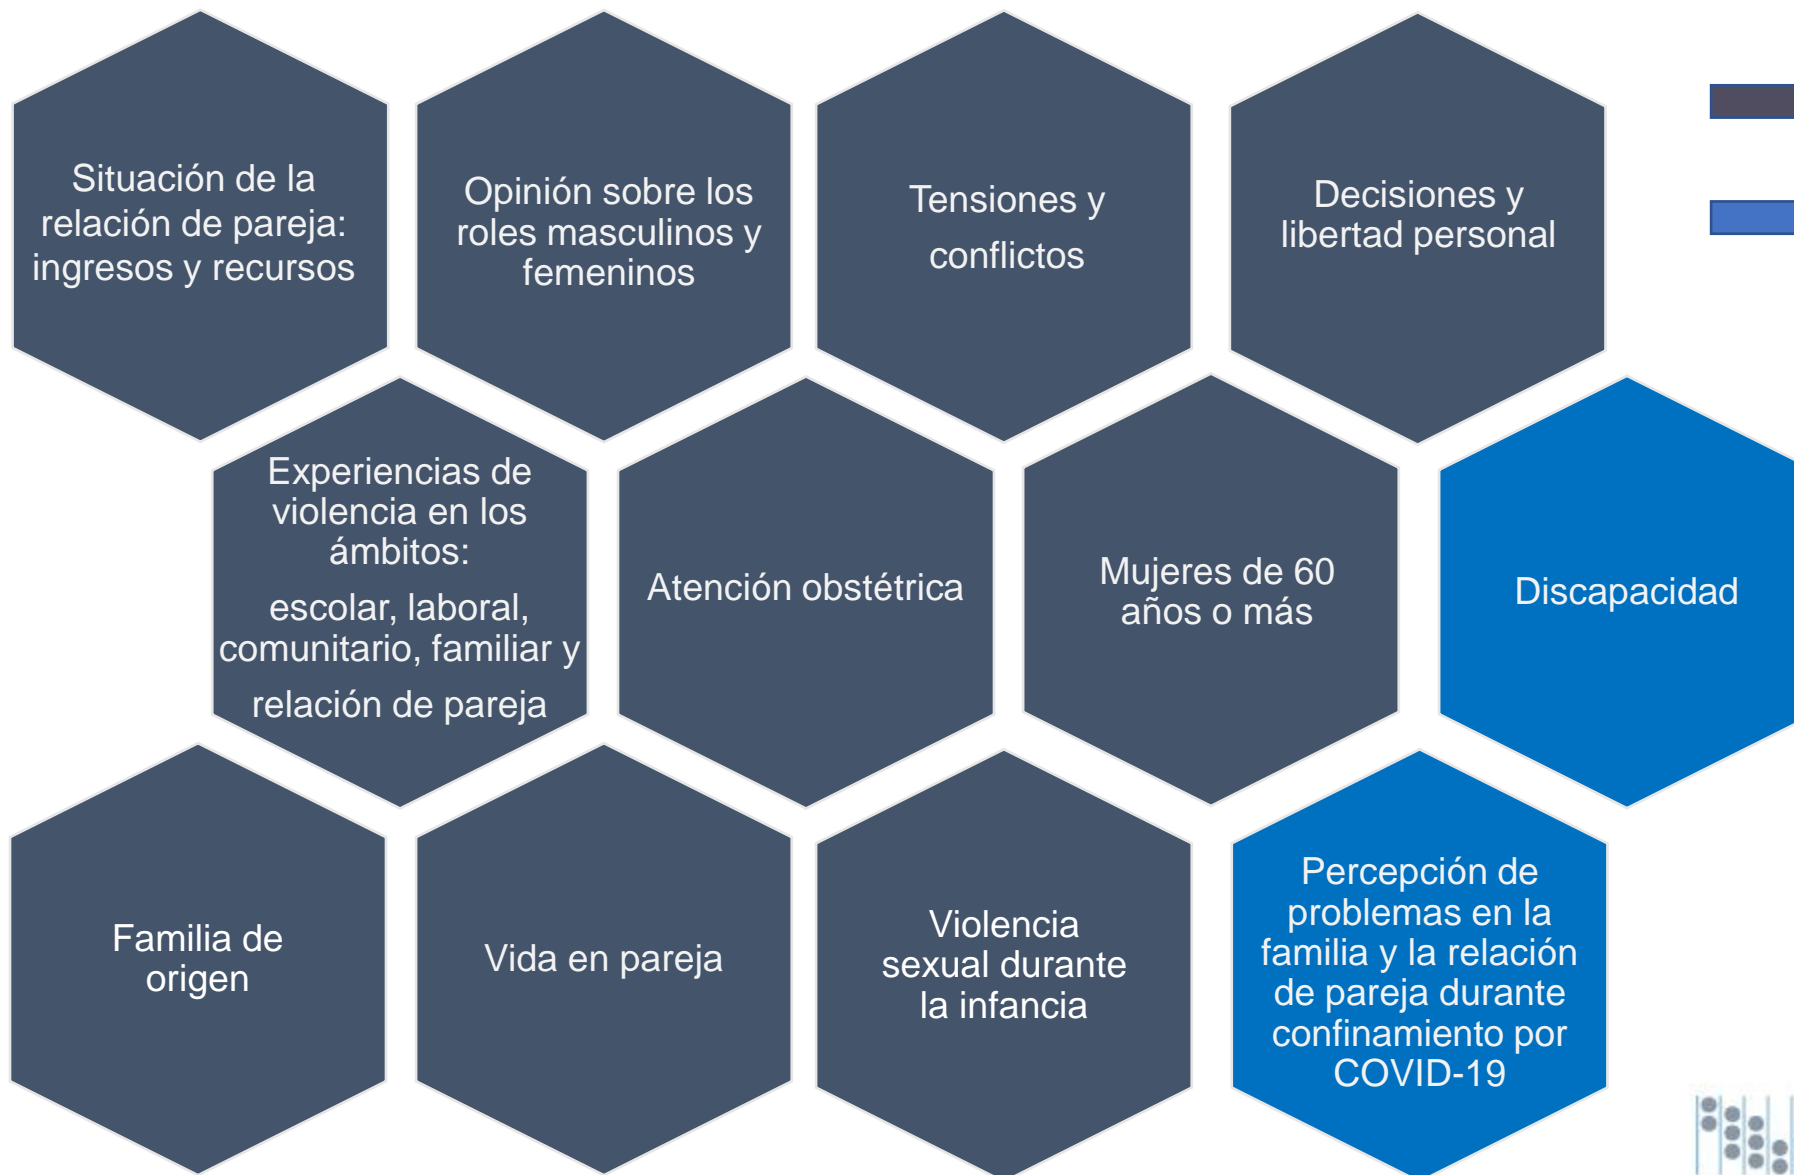 Situación de la
relación de pareja:
ingresos y recursos
Opinión sobre los
roles masculinos y
femeninos
Tensiones y
conflictos
Decisiones y
libertad personal
Experiencias de
violencia en los
ámbitos:
escolar, laboral,
comunitario, familiar y
relación de pareja
Atención obstétrica
Mujeres de 60
años o más
Discapacidad
Familia de
origen
Vida en pareja
Violencia
sexual durante
la infancia
Percepción de
problemas en la
familia y la relación
de pareja durante
confinamiento por
COVID-19